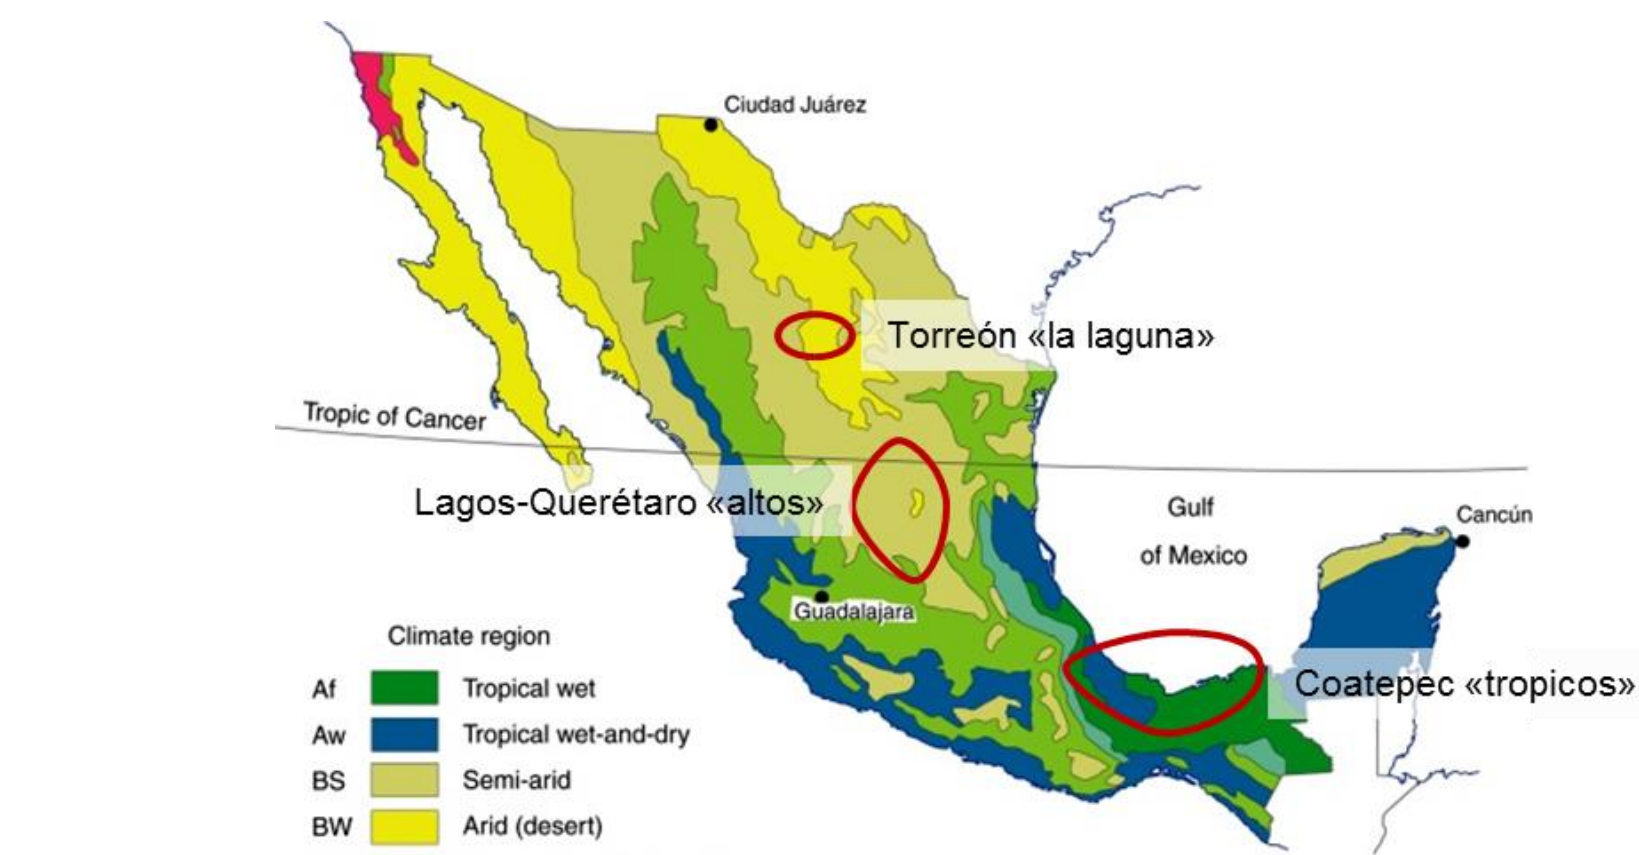 Ciudad Juárez
Torreón «la laguna»
Tropic of Cancer
Lagos-Querétaro «altos»
Gulf
of Mexico
Cancún
Guadalajara
Coatepec «tropicos»
Climate region
Af Tropical wet
Aw Tropical wet-and-dry
BS Semi-arid
BW Arid (desert)